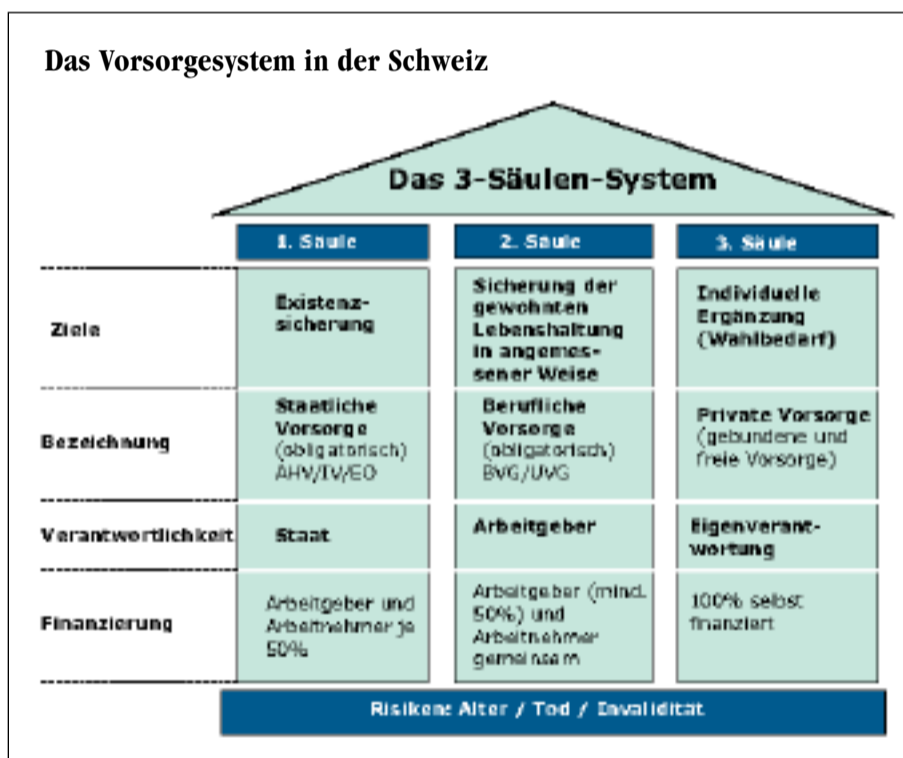 Das Vorsorgesystem in der Schweiz
Das 3-Säulen-System
1. Säule
2. Säule
3. Säule
Ziele
Existenz-
sicherung
Sicherung der
gewohnten
Lebenshaltung
in angemes-
sener Weise
Individuelle
Ergänzung
(Wahlbedarf)
Bezeichnung
Staatliche
Vorsorge
(obligatorisch)
AHV/IV/EO
Berufliche
Vorsorge
(obligatorisch)
BVG/UVG
Private Vorsorge
(gebundene und
freie Vorsorge)
Verantwortlichkeit
Staat
Arbeitgeber
Eigenverant-
wortung
Finanzierung
Arbeitgeber und
Arbeitnehmer je
50%
Arbeitgeber (mind.
50%) und
Arbeitnehmer
gemeinsam
100% selbst
finanziert
Risiken: Alter / Tod / Invalidität